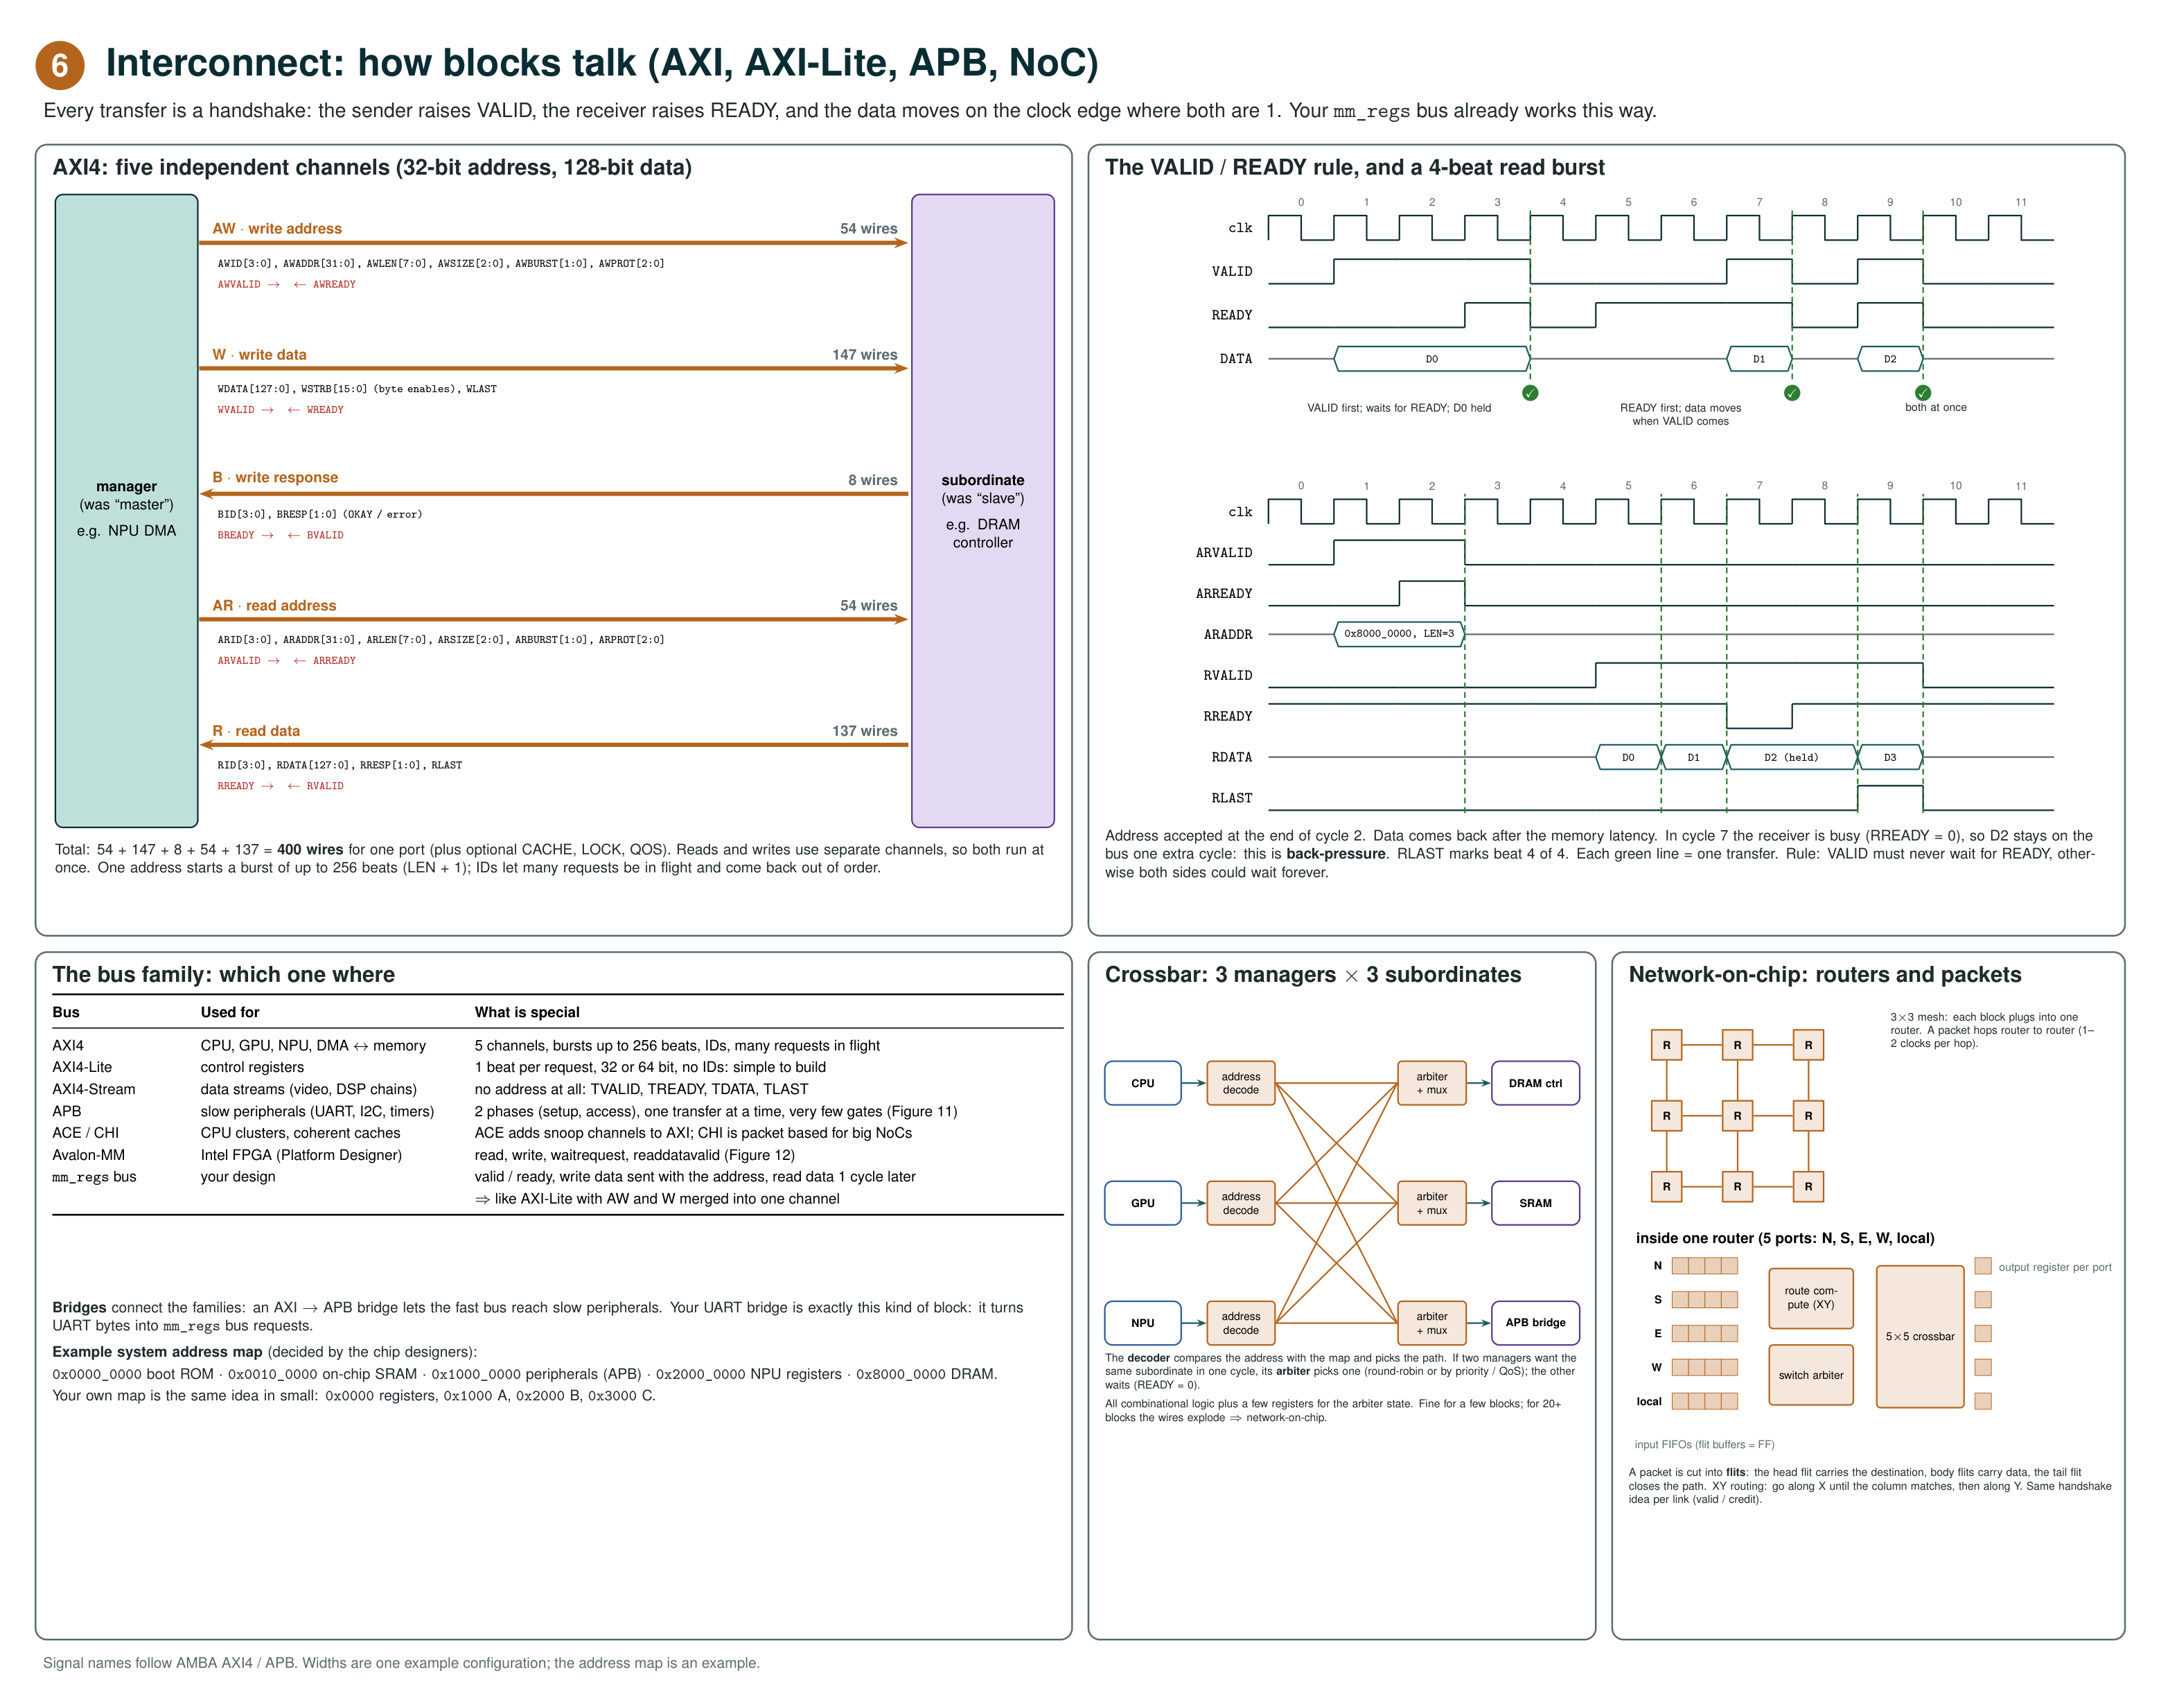 6 Interconnect: how blocks talk (AXI, AXI-Lite, APB, NoC)
Every transfer is a handshake: the sender raises VALID, the receiver raises READY, and the data moves on the clock edge where both are 1. Your mm_regs bus already works this way.
AXI4: five independent channels (32-bit address, 128-bit data)
manager
(was “master”)
e.g. NPU DMA
AW · write address 54 wires
AWID[3:0], AWADDR[31:0], AWLEN[7:0], AWSIZE[2:0], AWBURST[1:0], AWPROT[2:0]
AWVALID → ← AWREADY
W · write data 147 wires
WDATA[127:0], WSTRB[15:0] (byte enables), WLAST
WVALID → ← WREADY
B · write response 8 wires
BID[3:0], BRESP[1:0] (OKAY / error)
BREADY → ← BVALID
AR · read address 54 wires
ARID[3:0], ARADDR[31:0], ARLEN[7:0], ARSIZE[2:0], ARBURST[1:0], ARPROT[2:0]
ARVALID → ← ARREADY
R · read data 137 wires
RID[3:0], RDATA[127:0], RRESP[1:0], RLAST
RREADY → ← RVALID
subordinate
(was “slave”)
e.g. DRAM
controller
Total: 54 + 147 + 8 + 54 + 137 = 400 wires for one port (plus optional CACHE, LOCK, QOS). Reads and writes use separate channels, so both run at
once. One address starts a burst of up to 256 beats (LEN + 1); IDs let many requests be in flight and come back out of order.
The VALID / READY rule, and a 4-beat read burst
0 1 2 3 4 5 6 7 8 9 10 11
clk
VALID
READY
DATA D0 D1 D2
✓ ✓ ✓
VALID first; waits for READY; D0 held
READY first; data moves
when VALID comes
both at once
0 1 2 3 4 5 6 7 8 9 10 11
clk
ARVALID
ARREADY
ARADDR 0x8000_0000, LEN=3
RVALID
RREADY
RDATA D0 D1 D2 (held) D3
RLAST
Address accepted at the end of cycle 2. Data comes back after the memory latency. In cycle 7 the receiver is busy (RREADY = 0), so D2 stays on the
bus one extra cycle: this is back-pressure. RLAST marks beat 4 of 4. Each green line = one transfer. Rule: VALID must never wait for READY, other-
wise both sides could wait forever.
The bus family: which one where
Bus Used for What is special
AXI4 CPU, GPU, NPU, DMA ↔ memory 5 channels, bursts up to 256 beats, IDs, many requests in flight
AXI4-Lite control registers 1 beat per request, 32 or 64 bit, no IDs: simple to build
AXI4-Stream data streams (video, DSP chains) no address at all: TVALID, TREADY, TDATA, TLAST
APB slow peripherals (UART, I2C, timers) 2 phases (setup, access), one transfer at a time, very few gates (Figure 11)
ACE / CHI CPU clusters, coherent caches ACE adds snoop channels to AXI; CHI is packet based for big NoCs
Avalon-MM Intel FPGA (Platform Designer) read, write, waitrequest, readdatavalid (Figure 12)
mm_regs bus your design valid / ready, write data sent with the address, read data 1 cycle later
⇒ like AXI-Lite with AW and W merged into one channel
Bridges connect the families: an AXI → APB bridge lets the fast bus reach slow peripherals. Your UART bridge is exactly this kind of block: it turns
UART bytes into mm_regs bus requests.
Example system address map (decided by the chip designers):
0x0000_0000 boot ROM · 0x0010_0000 on-chip SRAM · 0x1000_0000 peripherals (APB) · 0x2000_0000 NPU registers · 0x8000_0000 DRAM.
Your own map is the same idea in small: 0x0000 registers, 0x1000 A, 0x2000 B, 0x3000 C.
Crossbar: 3 managers × 3 subordinates
CPU address decode arbiter + mux DRAM ctrl
GPU address decode arbiter + mux SRAM
NPU address decode arbiter + mux APB bridge
The decoder compares the address with the map and picks the path. If two managers want the
same subordinate in one cycle, its arbiter picks one (round-robin or by priority / QoS); the other
waits (READY = 0).
All combinational logic plus a few registers for the arbiter state. Fine for a few blocks; for 20+
blocks the wires explode ⇒ network-on-chip.
Network-on-chip: routers and packets
3×3 mesh: each block plugs into one
router. A packet hops router to router (1–
2 clocks per hop).
R R R
R R R
R R R
inside one router (5 ports: N, S, E, W, local)
N
S
E
W
local
route com-
pute (XY)
switch arbiter
5×5 crossbar
output register per port
input FIFOs (flit buffers = FF)
A packet is cut into flits: the head flit carries the destination, body flits carry data, the tail flit
closes the path. XY routing: go along X until the column matches, then along Y. Same handshake
idea per link (valid / credit).
Signal names follow AMBA AXI4 / APB. Widths are one example configuration; the address map is an example.